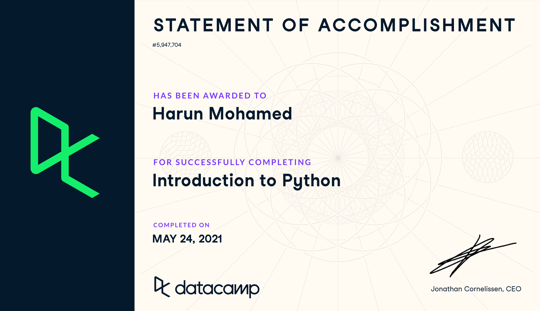 STATEMENT OF ACCOMPLISHMENT
#5,947,704
HAS BEEN AWARDED TO
Harun Mohamed
FOR SUCCESSFULLY COMPLETING
Introduction to Python
COMPLETED ON
MAY 24, 2021
datacamp
Jonathan Cornelissen, CEO